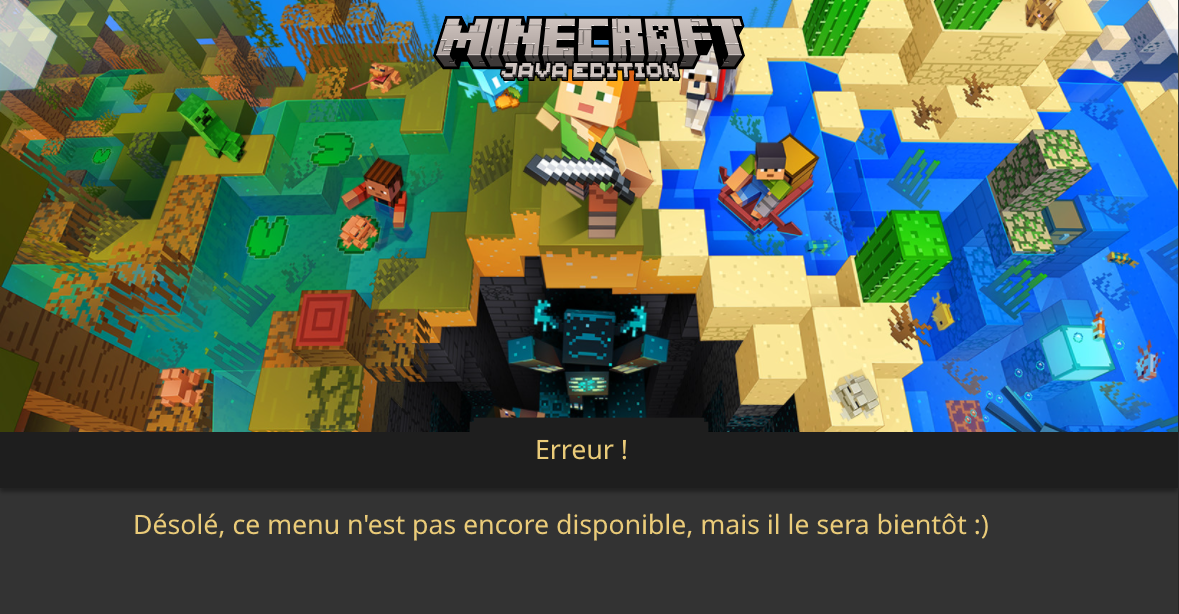 MINECRAFT
JAVA EDITION
Erreur !
Désolé, ce menu n'est pas encore disponible, mais il le sera bientôt :)